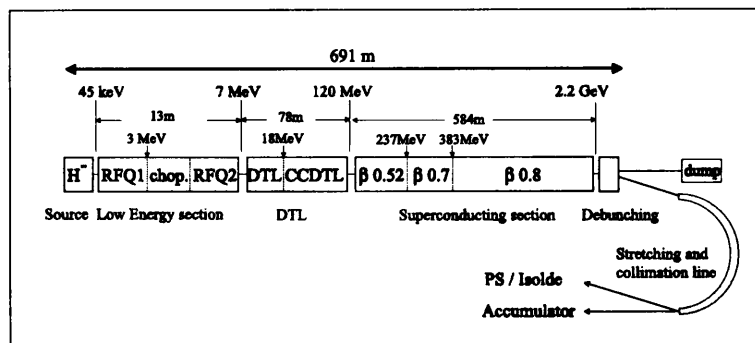 691 m
45 keV 7 MeV 120 MeV 2.2 GeV
13m 78m 584m
3 MeV 18MeV 237MeV 383MeV
H⁻ RFQ1 chop. RFQ2 DTL CCDTL β 0.52 β 0.7 β 0.8 dump
Source Low Energy section DTL Superconducting section Debunching
Stretching and
collimation line
PS / Isolde
Accumulator